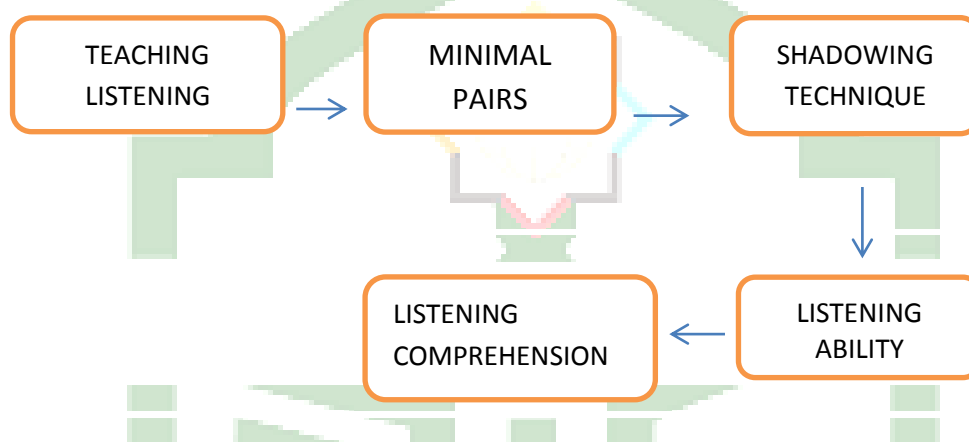 TEACHING
LISTENING
MINIMAL
PAIRS
SHADOWING
TECHNIQUE
LISTENING
ABILITY
LISTENING
COMPREHENSION